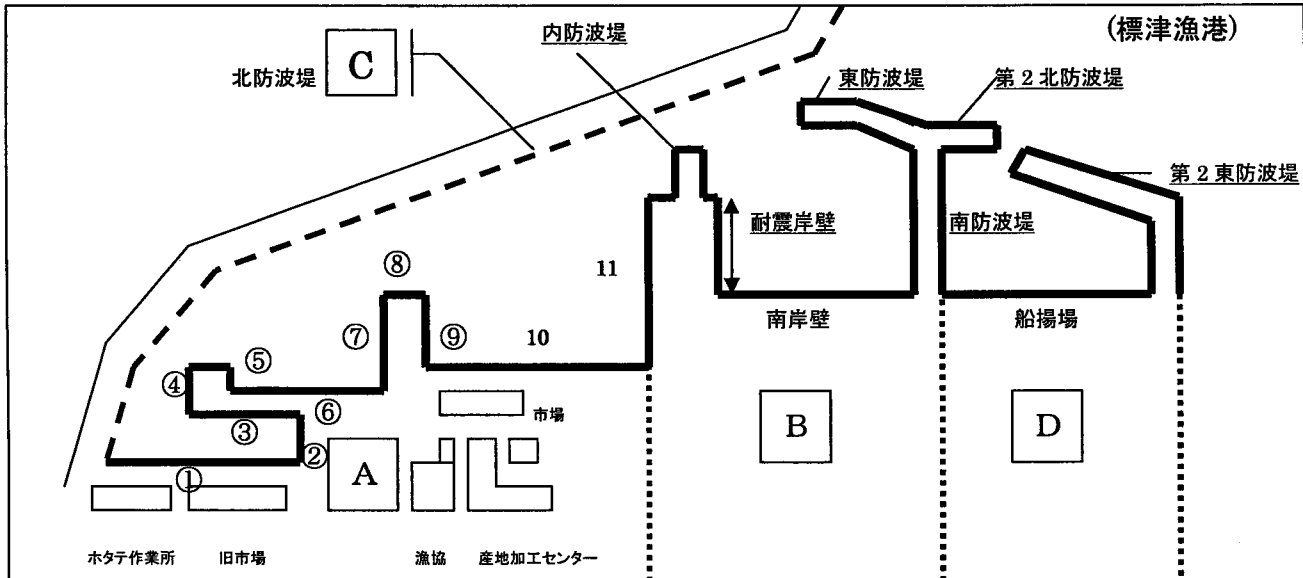 (標津漁港)
内防波堤
北防波堤
C
東防波堤
第2北防波堤
第2東防波堤
耐震岸壁
南防波堤
⑧
11
南岸壁
船揚場
⑦
⑨
10
⑤
④
⑥
③
市場
②
①
A
B
D
ホタテ作業所
旧市場
漁協
産地加工センター